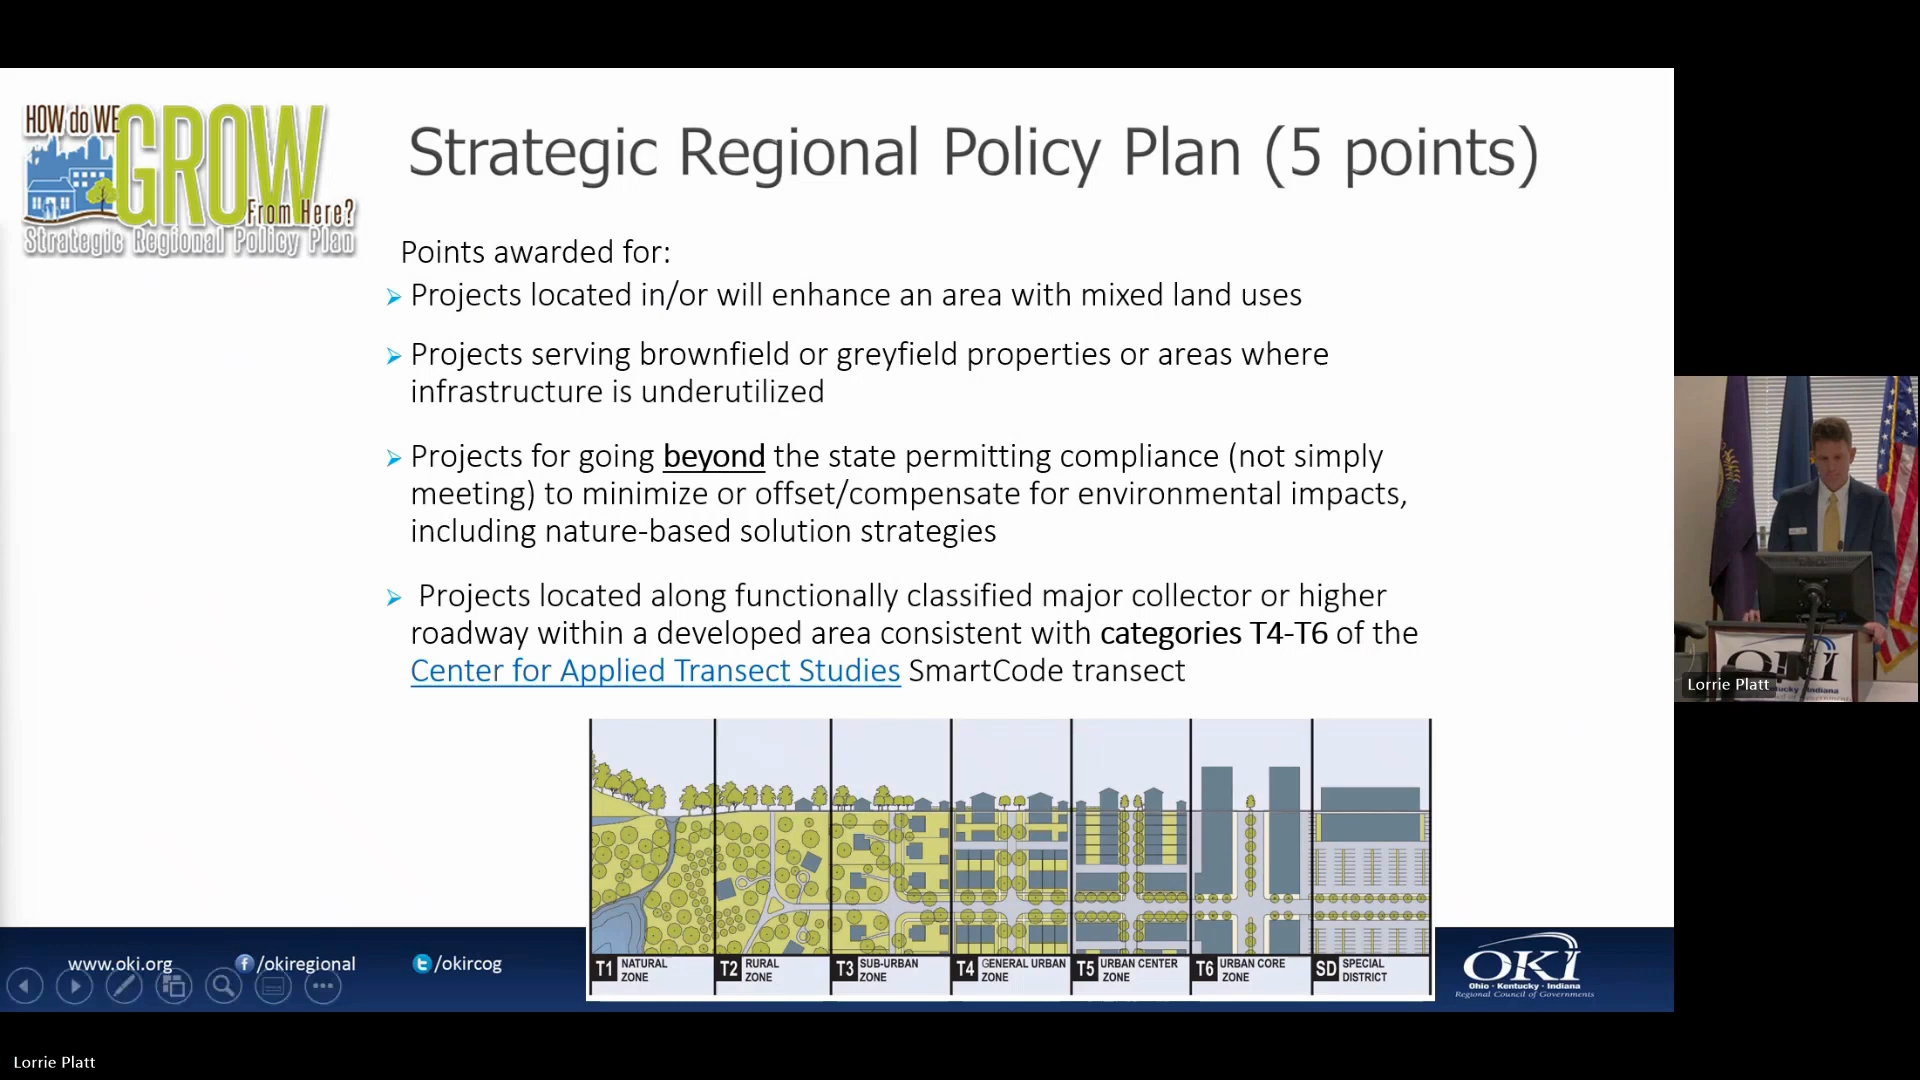 HOW do WE
GROW
From Here?
Strategic Regional Policy Plan
Strategic Regional Policy Plan (5 points)
Points awarded for:
Projects located in/or will enhance an area with mixed land uses
Projects serving brownfield or greyfield properties or areas where
infrastructure is underutilized
Projects for going beyond the state permitting compliance (not simply
meeting) to minimize or offset/compensate for environmental impacts,
including nature-based solution strategies
Projects located along functionally classified major collector or higher
roadway within a developed area consistent with categories T4-T6 of the
Center for Applied Transect Studies SmartCode transect
T1 NATURAL
ZONE
T2 RURAL
ZONE
T3 SUB-URBAN
ZONE
T4 GENERAL URBAN
ZONE
T5 URBAN CENTER
ZONE
T6 URBAN CORE
ZONE
SD SPECIAL
DISTRICT
www.oki.org
f/okiregional
/okircog
OKI
Ohio · Kentucky · Indiana
Regional Council of Governments
OKI
Lorrie Platt
Lorrie Platt